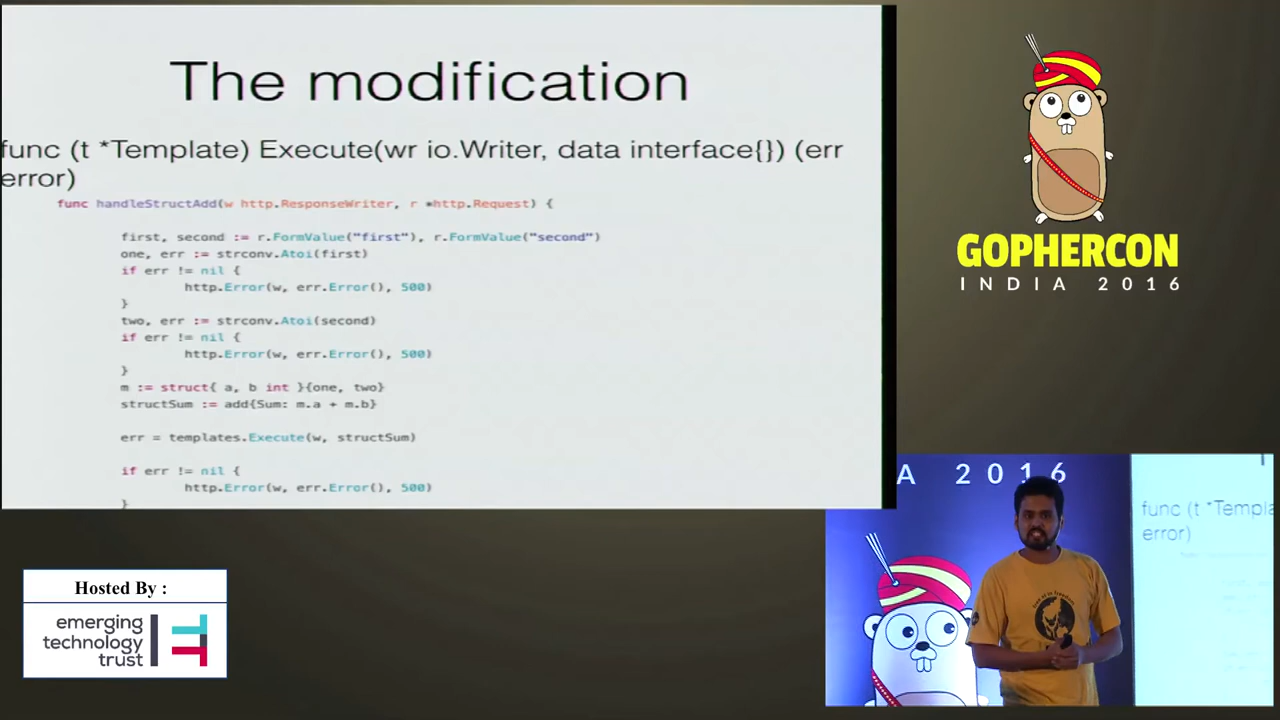 The modification
func (t *Template) Execute(wr io.Writer, data interface{}) (err
error)
func handleStructAdd(w http.ResponseWriter, r *http.Request) {
first, second := r.FormValue("first"), r.FormValue("second")
one, err := strconv.Atoi(first)
if err != nil {
http.Error(w, err.Error(), 500)
}
two, err := strconv.Atoi(second)
if err != nil {
http.Error(w, err.Error(), 500)
}
m := struct{ a, b int }{one, two}
structSum := add{Sum: m.a + m.b}
err = templates.Execute(w, structSum)
if err != nil {
http.Error(w, err.Error(), 500)
}
GOPHERCON
INDIA 2016
A 2016
func (t *Templa
error)
Hosted By :
emerging
technology
trust